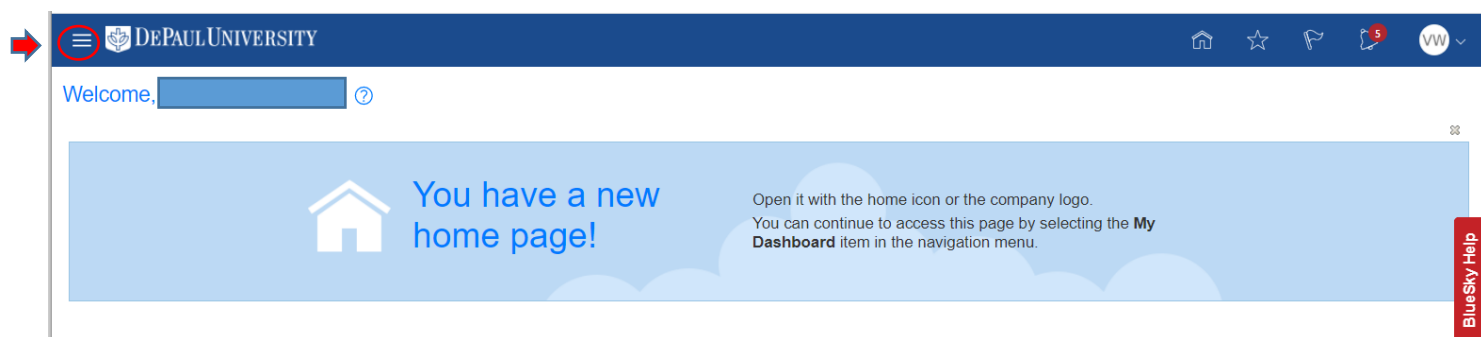 DEPAUL UNIVERSITY
5
VW
Welcome,
You have a new
home page!
Open it with the home icon or the company logo.
You can continue to access this page by selecting the My
Dashboard item in the navigation menu.
BlueSky Help